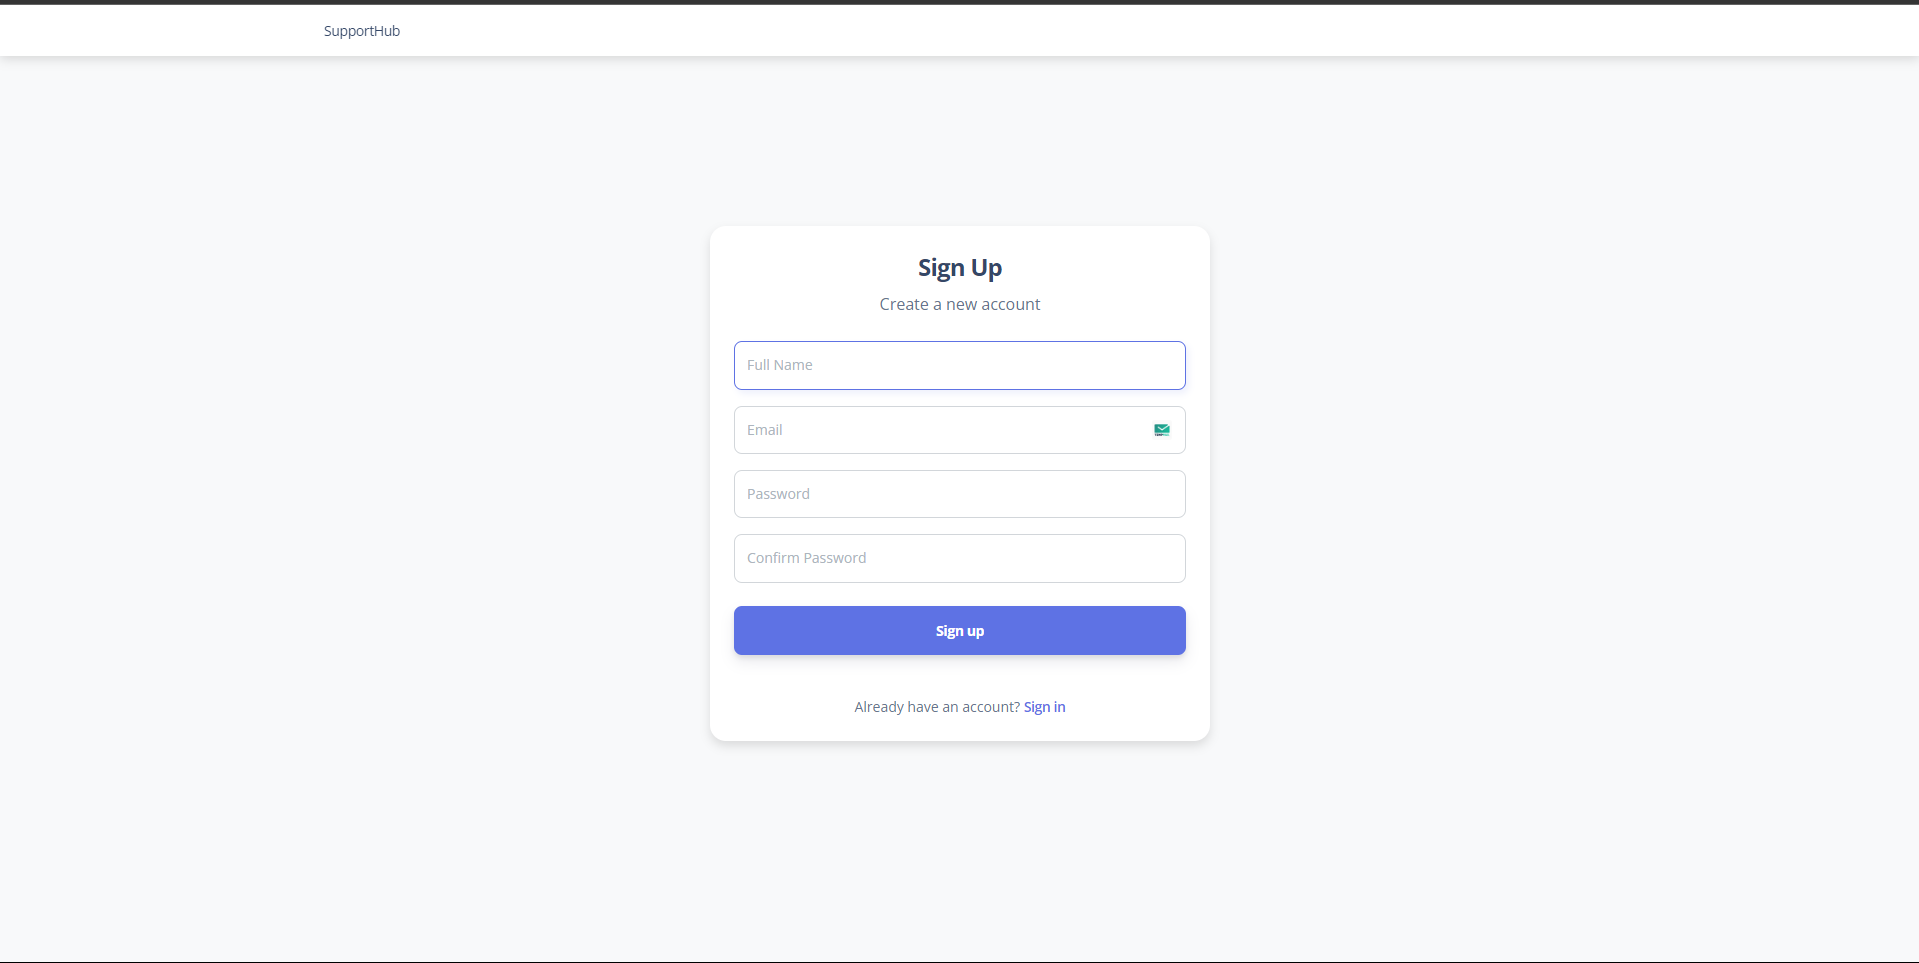 SupportHub
Sign Up
Create a new account
Full Name
Email
Password
Confirm Password
Sign up
Already have an account? Sign in